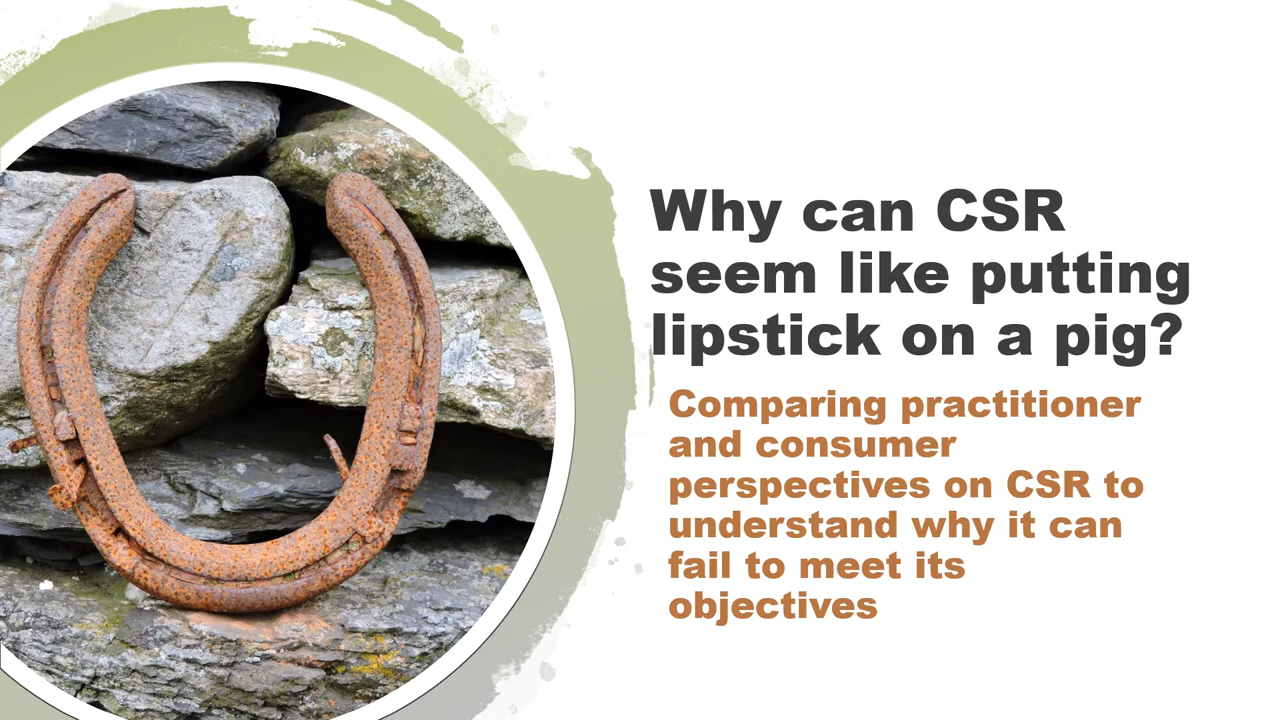 Why can CSR
seem like putting
lipstick on a pig?
Comparing practitioner
and consumer
perspectives on CSR to
understand why it can
fail to meet its
objectives